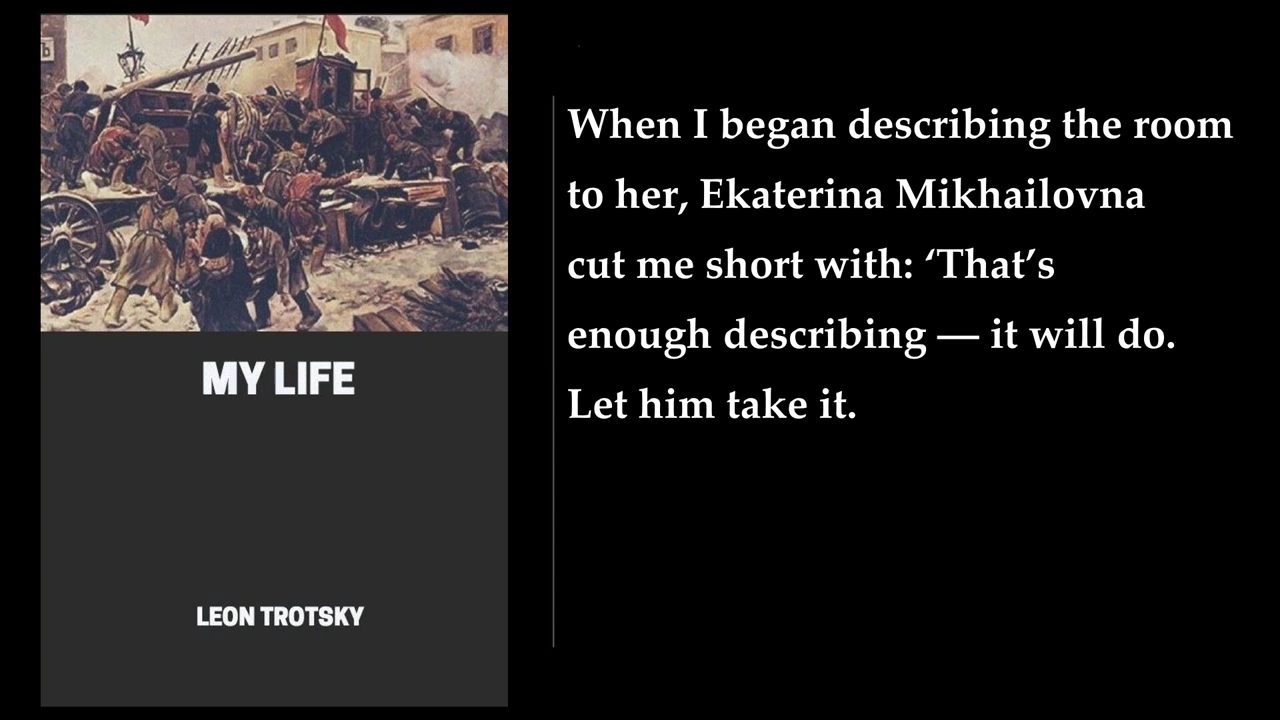 MY LIFE
LEON TROTSKY
When I began describing the room
to her, Ekaterina Mikhailovna
cut me short with: ‘That’s
enough describing — it will do.
Let him take it.